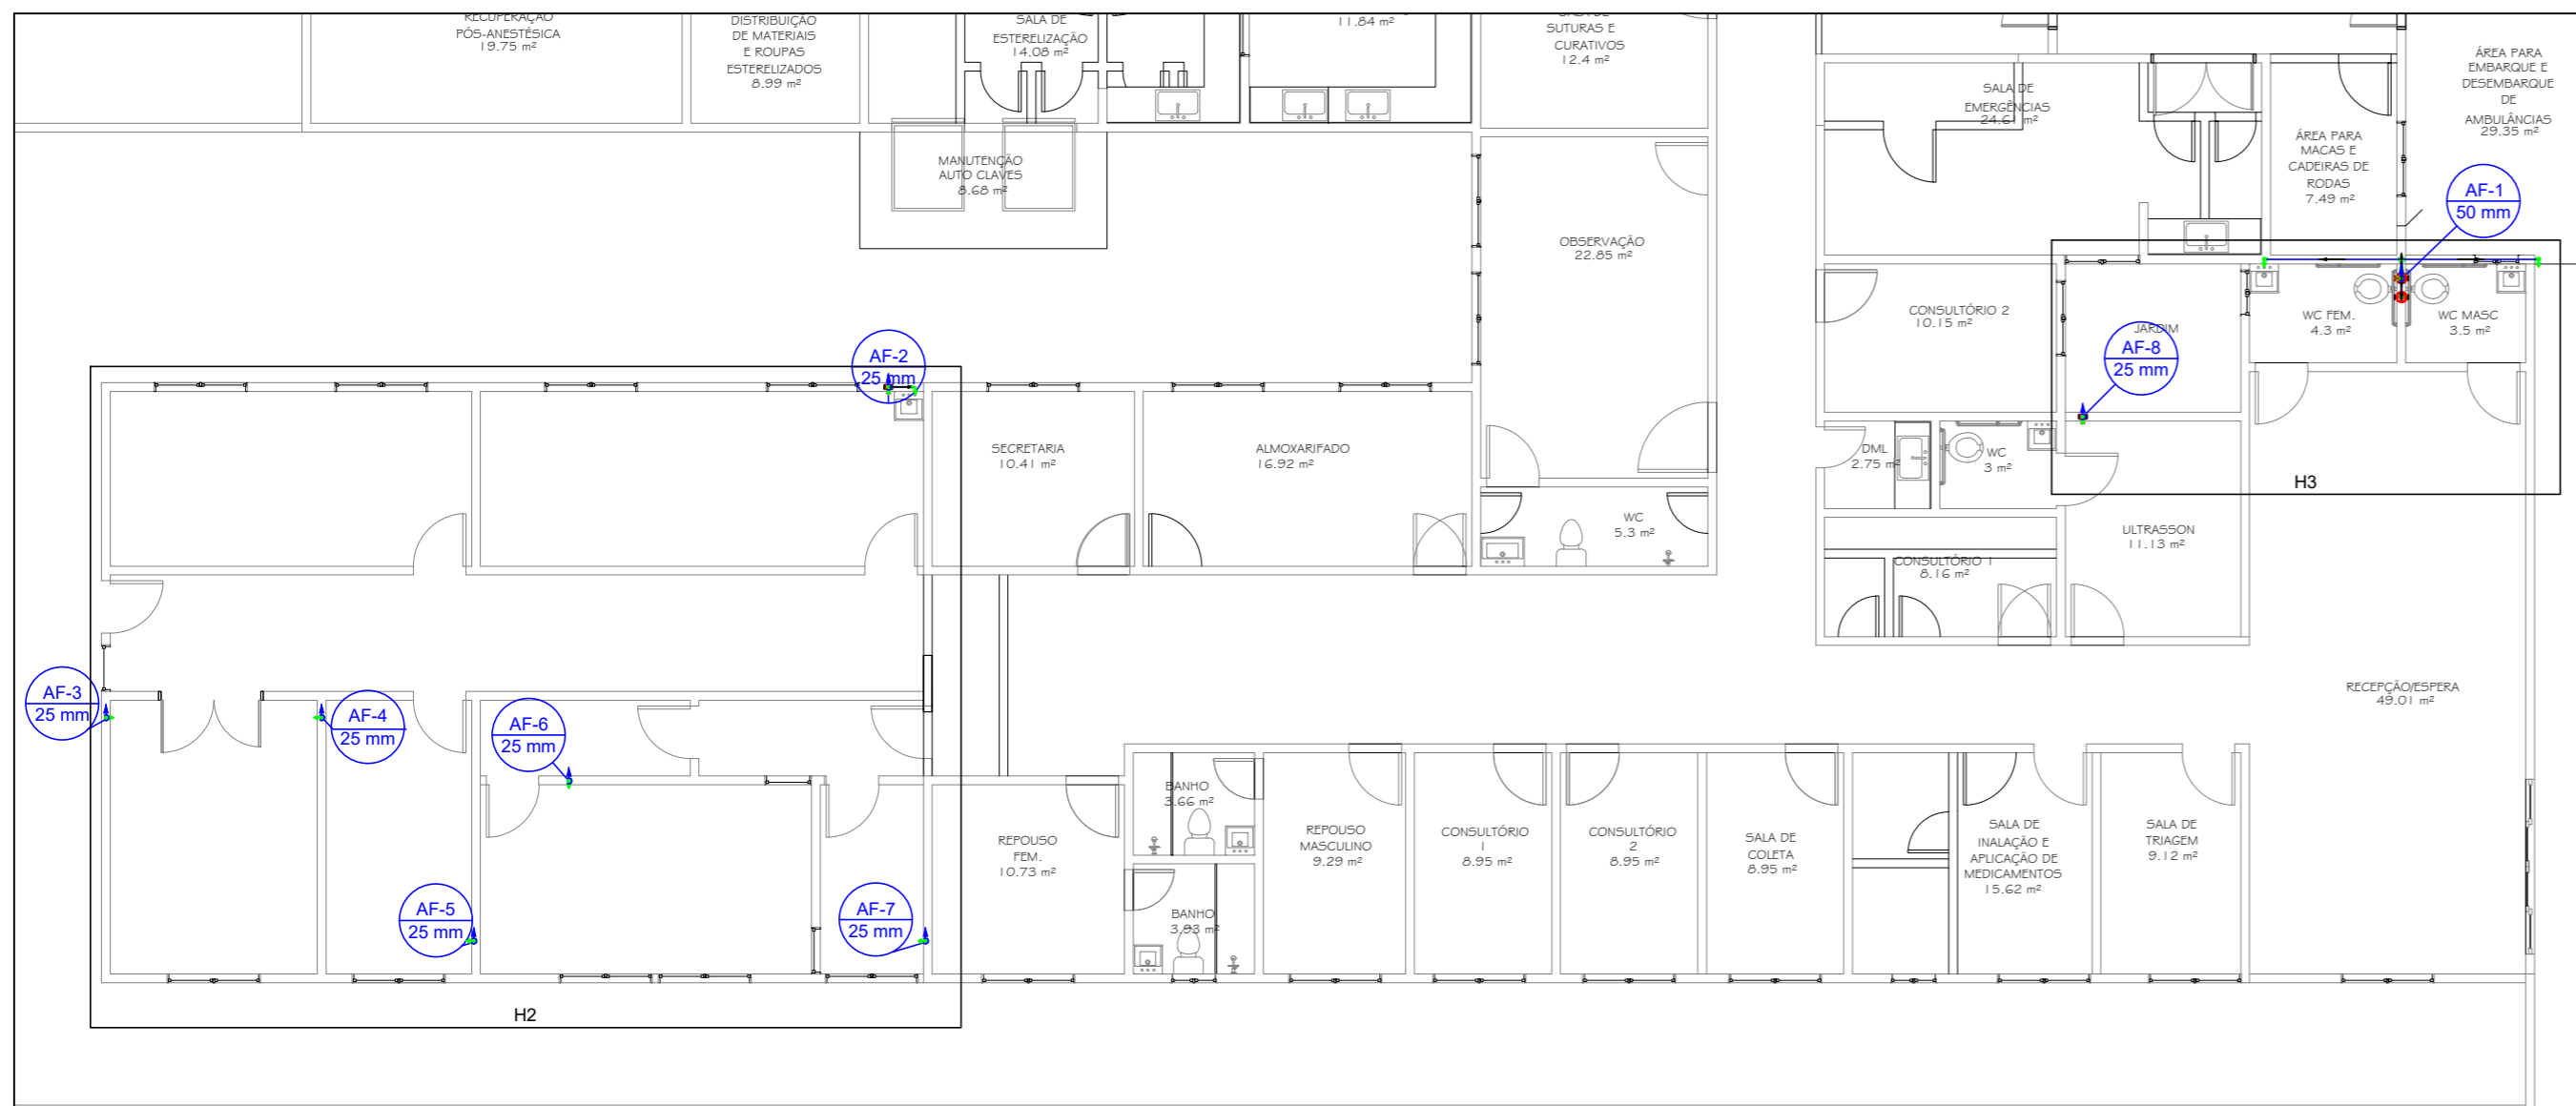 RECUPERAÇÃO
PÓS-ANESTÉSICA
19.75 m²
DISTRIBUIÇÃO
DE MATERIAIS
E ROUPAS
ESTERELIZADOS
8.99 m²
SALA DE
ESTERELIZAÇÃO
14.08 m²
11.84 m²
SALA DE
SUTURAS E
CURATIVOS
12.4 m²
SALA DE
EMERGÊNCIAS
24.61 m²
ÁREA PARA
MACAS E
CADEIRAS DE
RODAS
7.49 m²
ÁREA PARA
EMBARQUE E
DESEMBARQUE
DE
AMBULÂNCIAS
29.35 m²
MANUTENÇÃO
AUTO CLAVES
8.68 m²
AF-1
50 mm
OBSERVAÇÃO
22.85 m²
CONSULTÓRIO 2
10.15 m²
JARDIM
WC FEM.
4.3 m²
WC MASC
3.5 m²
AF-8
25 mm
AF-2
25 mm
SECRETARIA
10.41 m²
ALMOXARIFADO
16.92 m²
DML
2.75 m²
WC
3 m²
H3
WC
5.3 m²
ULTRASSON
11.13 m²
CONSULTÓRIO 1
8.16 m²
AF-3
25 mm
AF-4
25 mm
AF-6
25 mm
RECEPÇÃO/ESPERA
49.01 m²
BANHO
3.66 m²
REPOUSO
FEM.
10.73 m²
REPOUSO
MASCULINO
9.29 m²
CONSULTÓRIO
1
8.95 m²
CONSULTÓRIO
2
8.95 m²
SALA DE
COLETA
8.95 m²
SALA DE
INALAÇÃO E
APLICAÇÃO DE
MEDICAMENTOS
15.62 m²
SALA DE
TRIAGEM
9.12 m²
AF-5
25 mm
AF-7
25 mm
BANHO
3.93 m²
H2